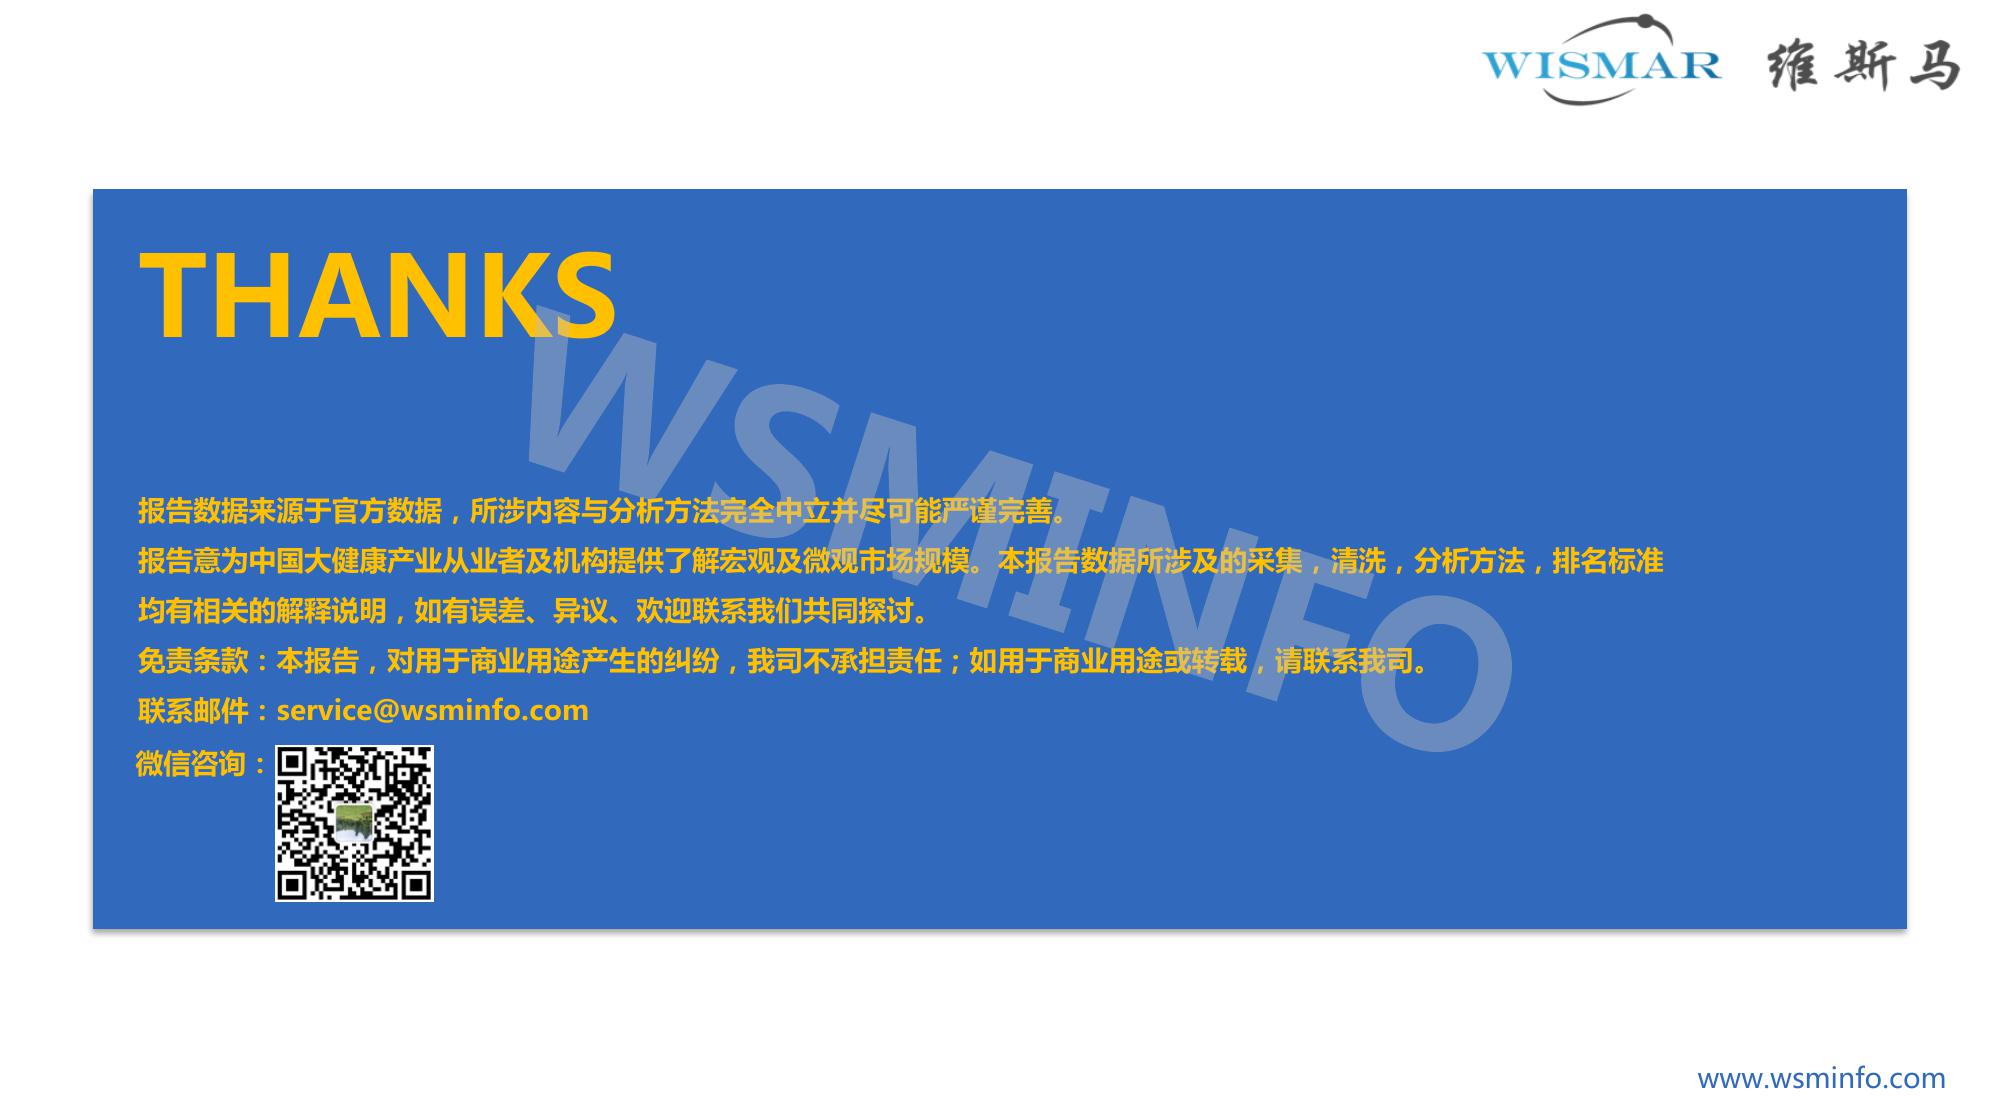 WISMAR 维斯马
THANKS
WSMINFO
报告数据来源于官方数据，所涉内容与分析方法完全中立并尽可能严谨完善。
报告意为中国大健康产业从业者及机构提供了解宏观及微观市场规模。本报告数据所涉及的采集，清洗，分析方法，排名标准
均有相关的解释说明，如有误差、异议、欢迎联系我们共同探讨。
免责条款：本报告，对用于商业用途产生的纠纷，我司不承担责任；如用于商业用途或转载，请联系我司。
联系邮件：service@wsminfo.com
微信咨询：
www.wsminfo.com